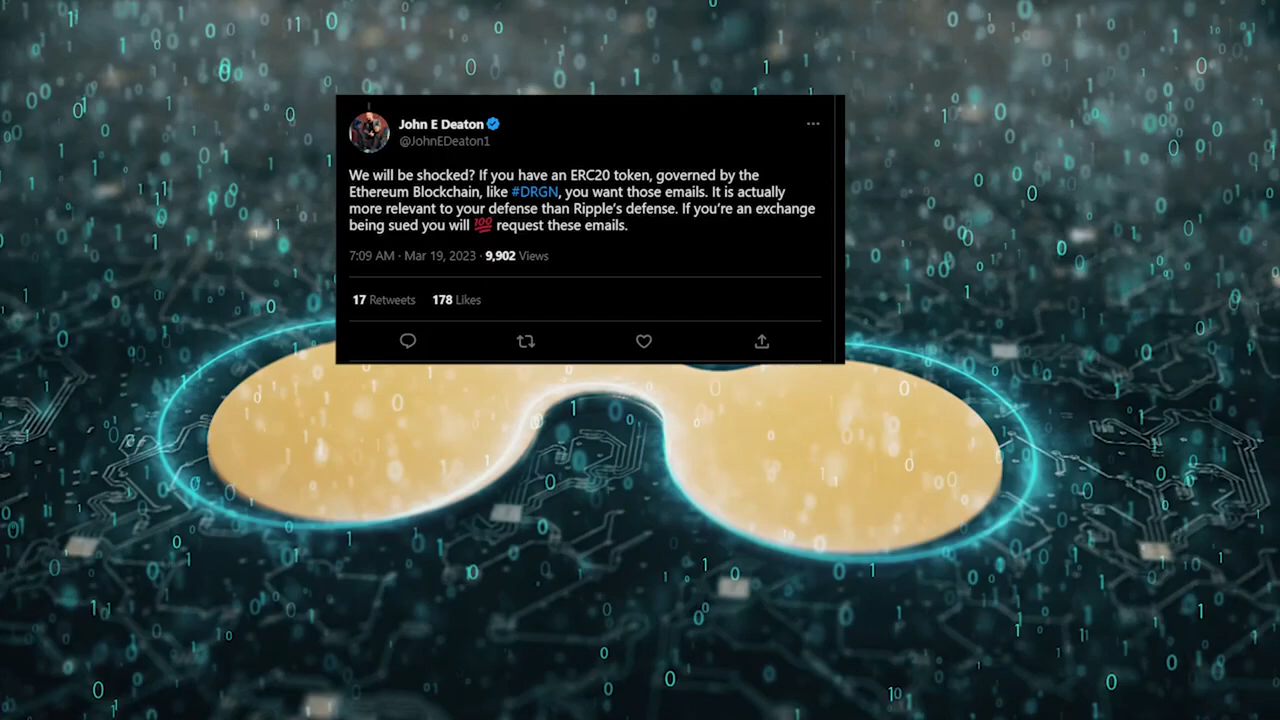 John E Deaton
@JohnEDeaton1
We will be shocked? If you have an ERC20 token, governed by the
Ethereum Blockchain, like #DRGN, you want those emails. It is actually
more relevant to your defense than Ripple's defense. If you're an exchange
being sued you will 💯 request these emails.
7:09 AM · Mar 19, 2023 · 9,902 Views
17 Retweets 178 Likes